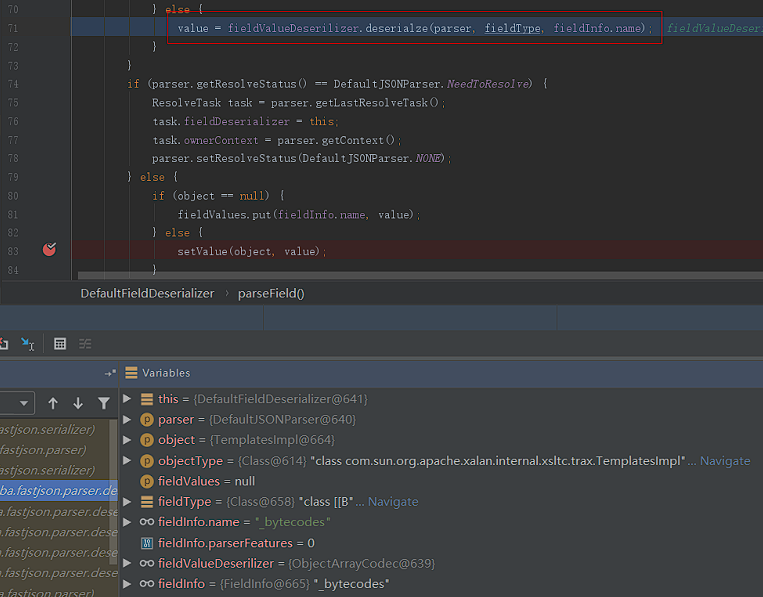 70 } else {
71 value = fieldValueDeserilizer.deserialze(parser, fieldType, fieldInfo.name); fieldValueDeser
72 }
73 }
74 if (parser.getResolveStatus() == DefaultJSONParser.NeedToResolve) {
75 ResolveTask task = parser.getLastResolveTask();
76 task.fieldDeserializer = this;
77 task.ownerContext = parser.getContext();
78 parser.setResolveStatus(DefaultJSONParser.NONE);
79 } else {
80 if (object == null) {
81 fieldValues.put(fieldInfo.name, value);
82 } else {
83 setValue(object, value);
84 }
DefaultFieldDeserializer › parseField()
Variables
this = {DefaultFieldDeserializer@641}
parser = {DefaultJSONParser@640}
object = {TemplatesImpl@664}
objectType = {Class@614} "class com.sun.org.apache.xalan.internal.xsltc.trax.TemplatesImpl" ... Navigate
fieldValues = null
fieldType = {Class@658} "class [[B" ... Navigate
fieldInfo.name = "_bytecodes"
fieldInfo.parserFeatures = 0
fieldValueDeserilizer = {ObjectArrayCodec@639}
fieldInfo = {FieldInfo@665} "_bytecodes"
astjson.serializer)
fastjson.parser)
astjson.serializer)
ba.fastjson.parser.de
a.fastjson.parser.dese
.fastjson.parser.dese
.fastjson.parser.dese
.fastjson.parser.dese
fastjson.parser)